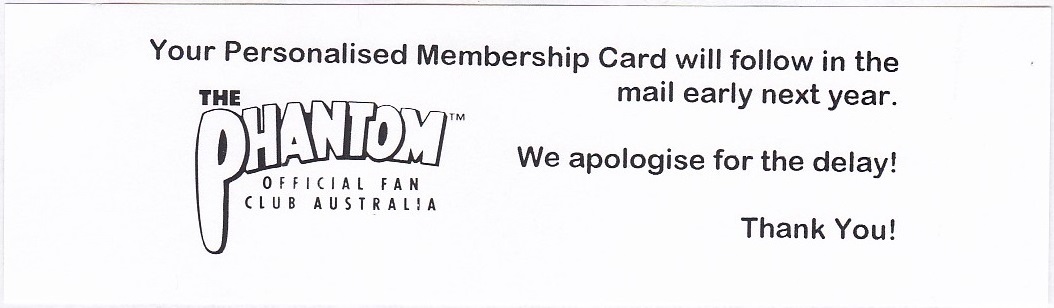 Your Personalised Membership Card will follow in the
mail early next year.
THE
PHANTOM™
OFFICIAL FAN
CLUB AUSTRALIA
We apologise for the delay!
Thank You!